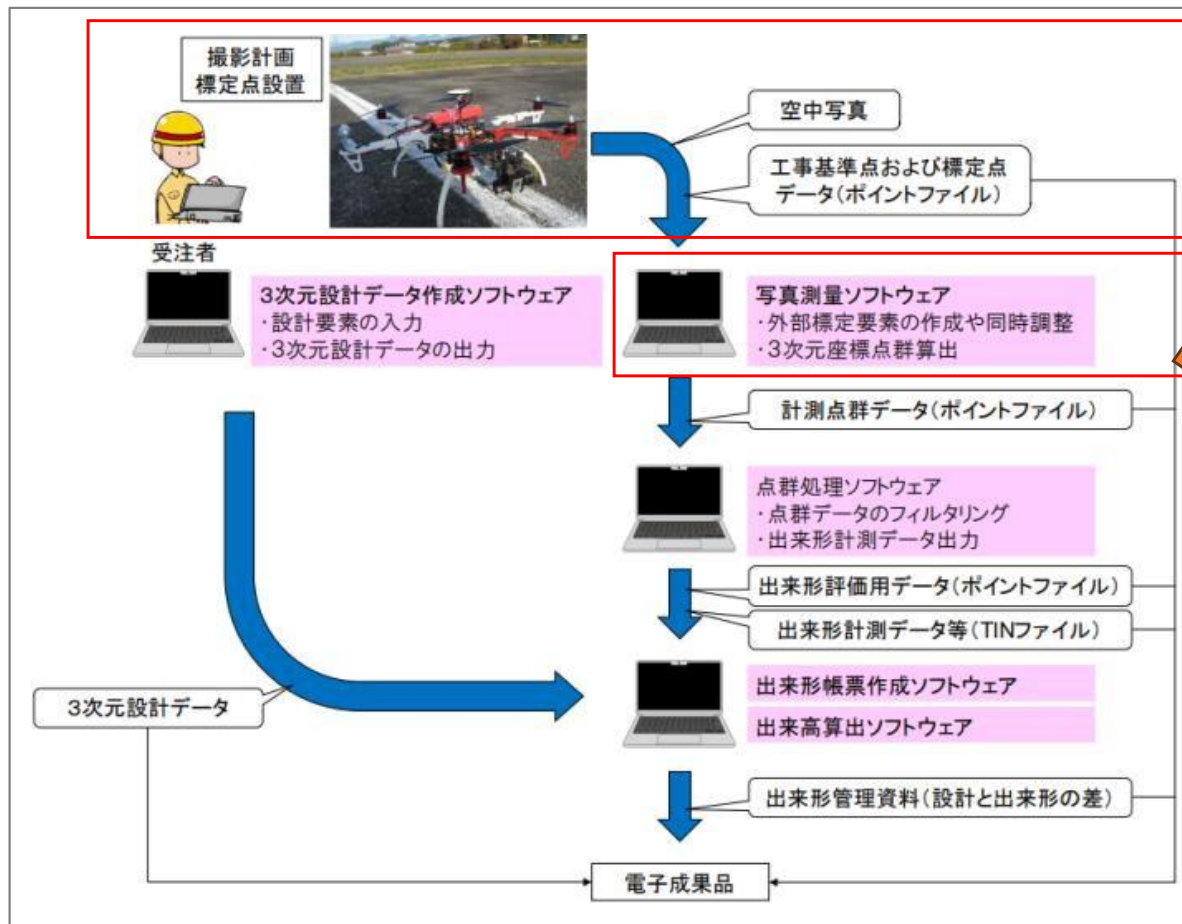 撮影計画
標定点設置
空中写真
工事基準点および標定点
データ(ポイントファイル)
受注者
3次元設計データ作成ソフトウェア
・設計要素の入力
・3次元設計データの出力
写真測量ソフトウェア
・外部標定要素の作成や同時調整
・3次元座標点群算出
計測点群データ(ポイントファイル)
点群処理ソフトウェア
・点群データのフィルタリング
・出来形計測データ出力
出来形評価用データ(ポイントファイル)
出来形計測データ等(TINファイル)
3次元設計データ
出来形帳票作成ソフトウェア
出来高算出ソフトウェア
出来形管理資料(設計と出来形の差)
電子成果品